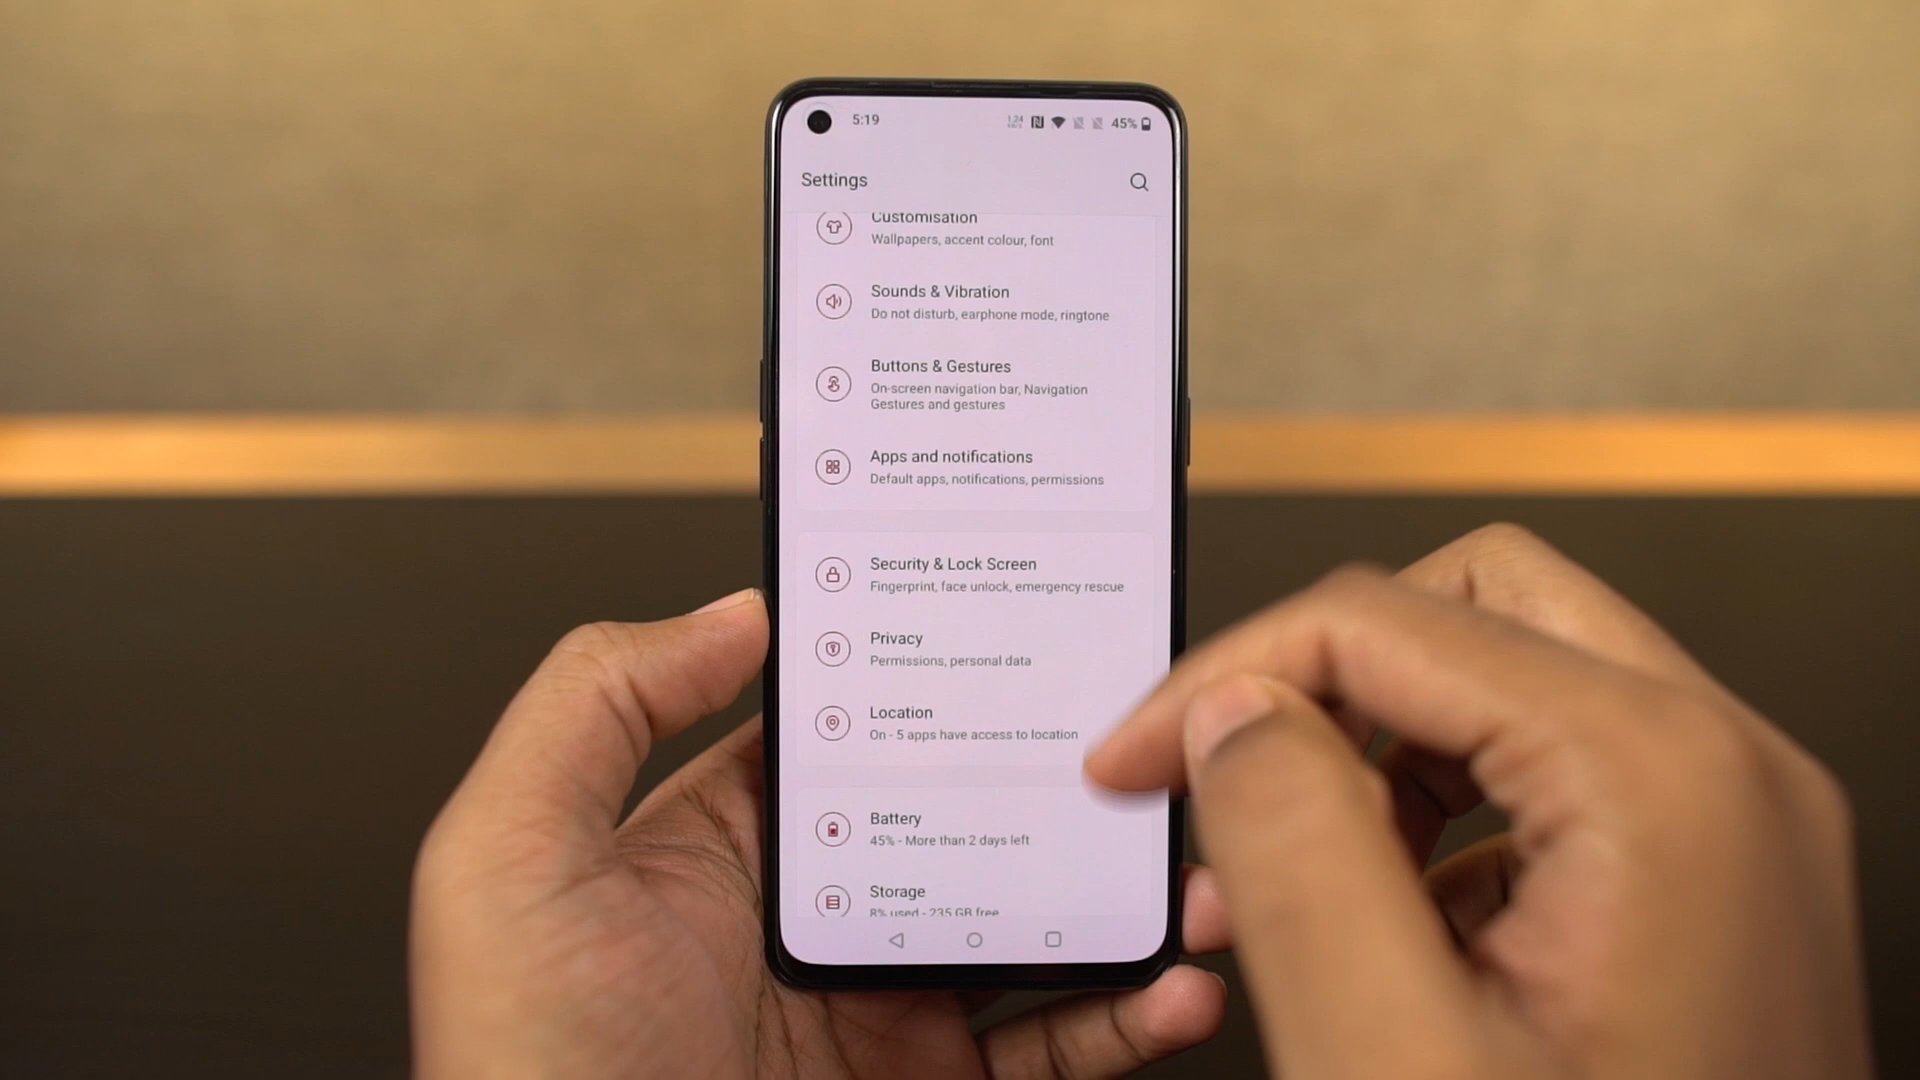 5:19
45%
Settings
Customisation
Wallpapers, accent colour, font
Sounds & Vibration
Do not disturb, earphone mode, ringtone
Buttons & Gestures
On-screen navigation bar, Navigation
Gestures and gestures
Apps and notifications
Default apps, notifications, permissions
Security & Lock Screen
Fingerprint, face unlock, emergency rescue
Privacy
Permissions, personal data
Location
On - 5 apps have access to location
Battery
45% - More than 2 days left
Storage
8% used - 235 GB free